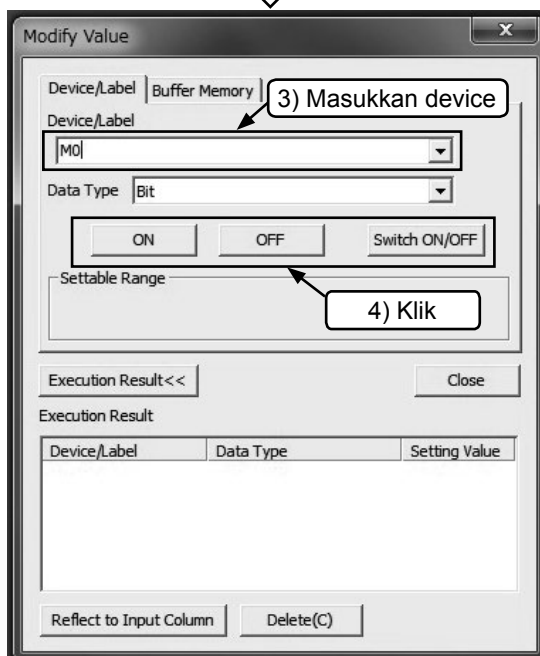 Modify Value
x
Device/Label Buffer Memory
3) Masukkan device
Device/Label
M0
Data Type Bit
ON OFF Switch ON/OFF
Settable Range
4) Klik
Execution Result<< Close
Execution Result
Device/Label Data Type Setting Value
Reflect to Input Column Delete(C)